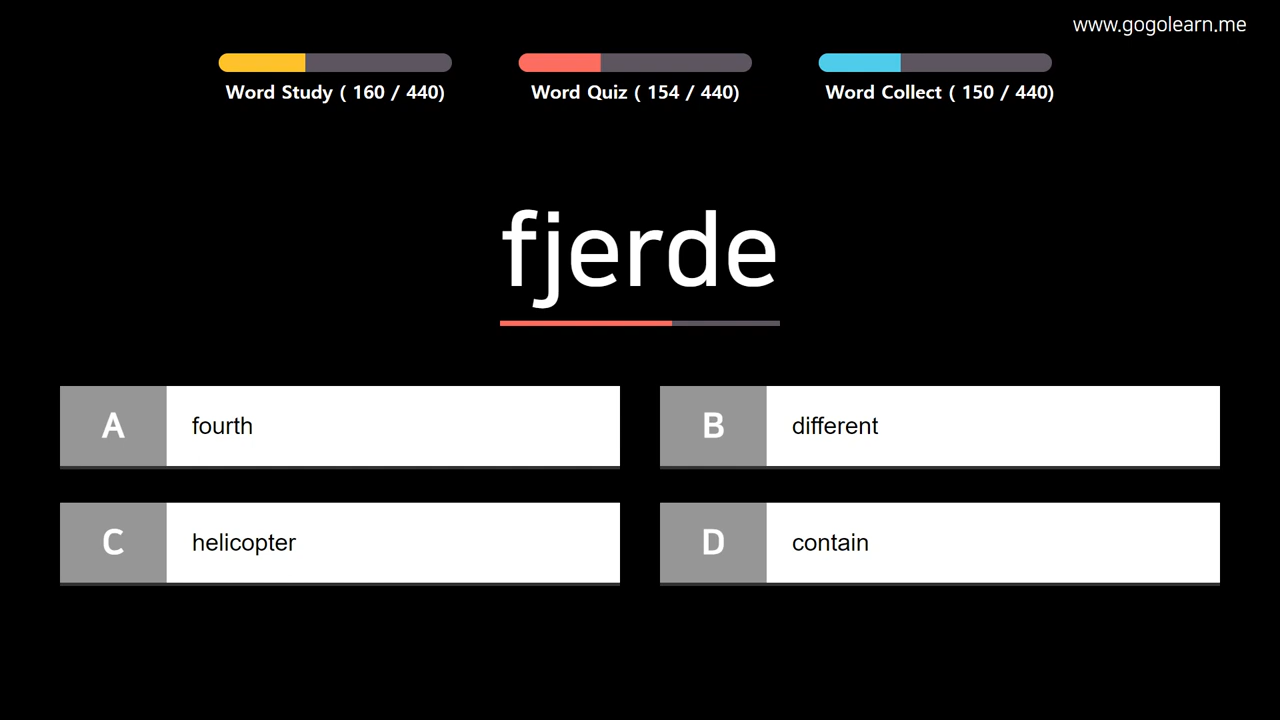 www.gogolearn.me
Word Study ( 160 / 440)
Word Quiz ( 154 / 440)
Word Collect ( 150 / 440)
fjerde
A fourth
B different
C helicopter
D contain